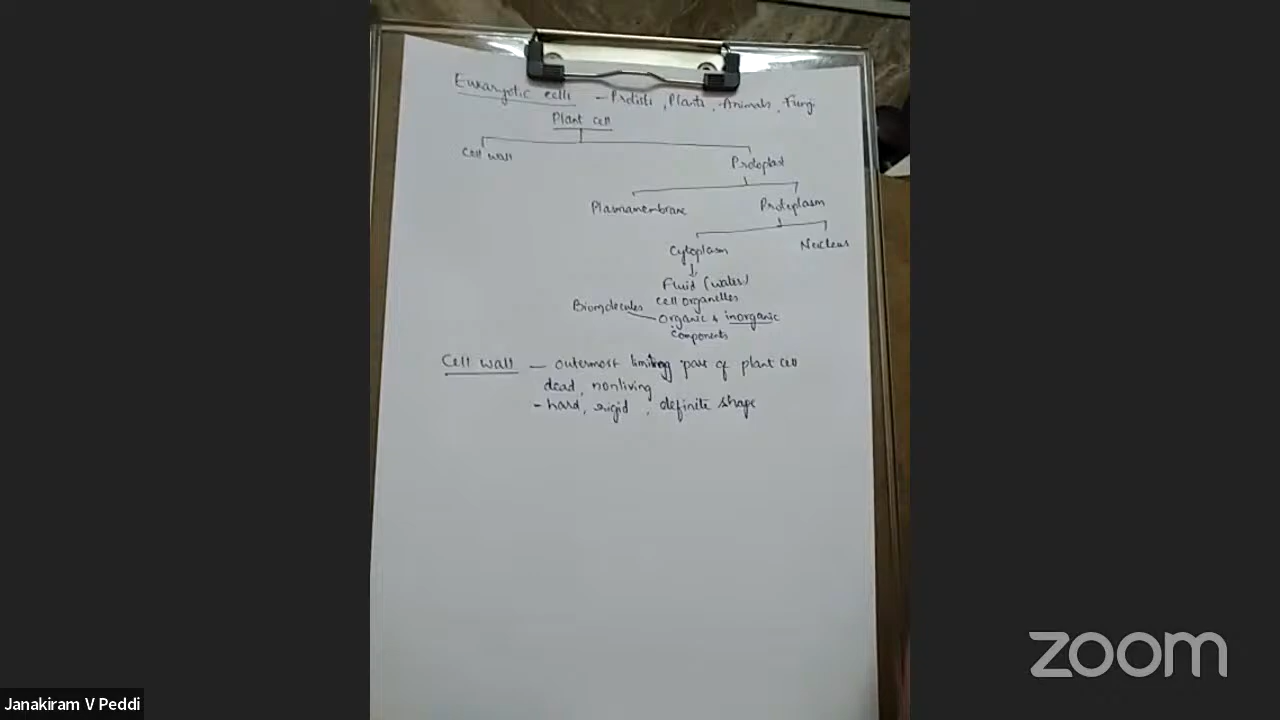 Eukaryotic cells - Protists, Plants, Animals, Fungi
Plant cell
Cell wall
Protoplast
Plasmamembrane
Protoplasm
Cytoplasm
Nucleus
Fluid (water)
cell organelles
Biomolecules
organic & inorganic
components
Cell wall — outermost limiting part of plant cell
dead, nonliving
- hard, rigid, definite shape
Janakiram V Peddi
zoom